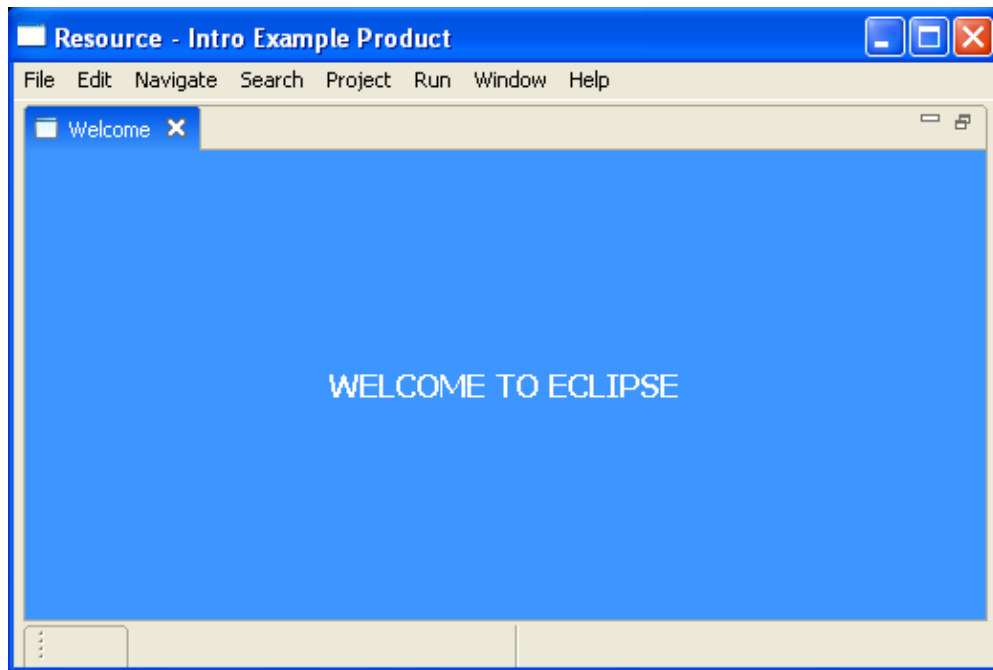 Resource - Intro Example Product
File Edit Navigate Search Project Run Window Help
Welcome
WELCOME TO ECLIPSE